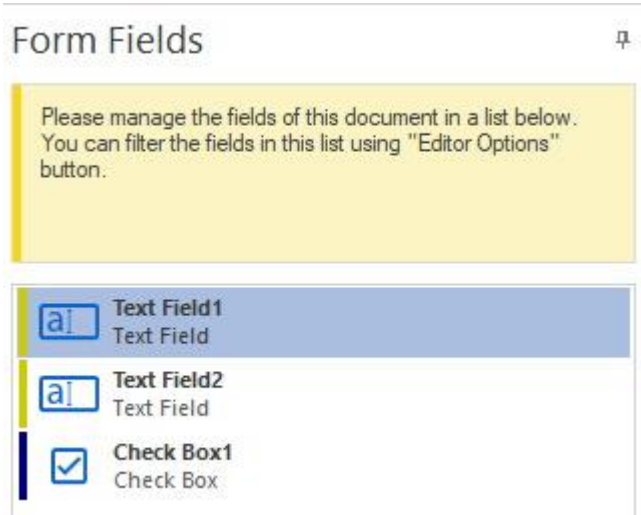 Form Fields
Please manage the fields of this document in a list below.
You can filter the fields in this list using "Editor Options"
button.
Text Field1
Text Field
Text Field2
Text Field
Check Box1
Check Box